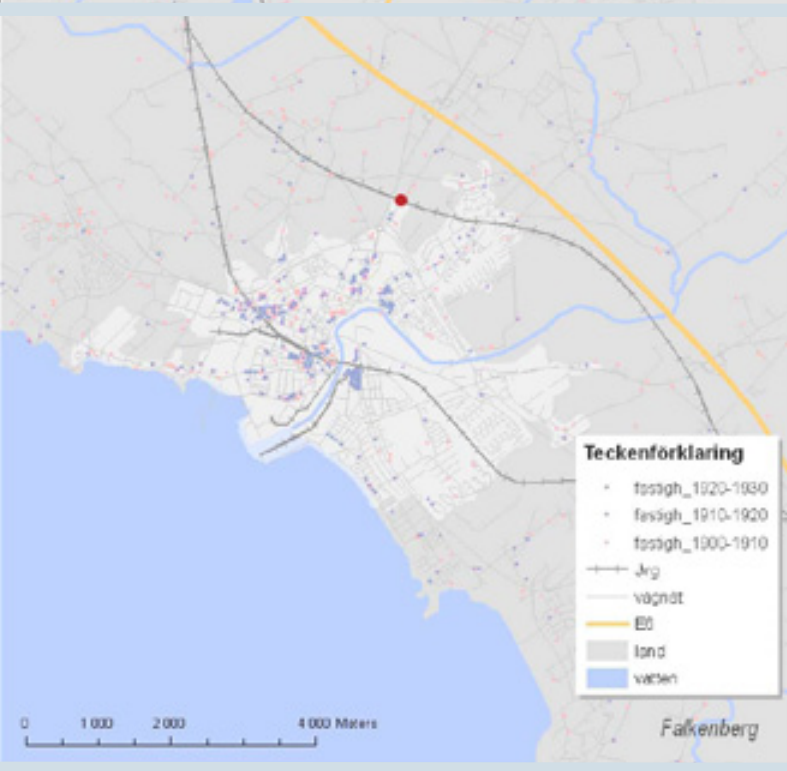 Teckenförklaring
fastigh_1920-1930
fastigh_1910-1920
fastigh_1900-1910
Jvg
vägnät
E6
land
vatten
0 1 000 2 000 4 000 Meters
Falkenberg